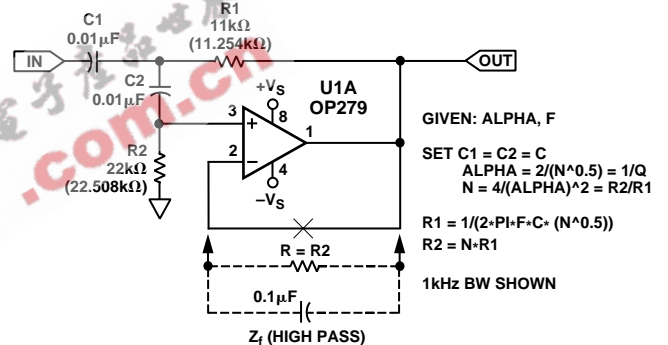 C1
0.01µF
R1
11kΩ
(11.254kΩ)
IN
OUT
C2
0.01µF
+VS
U1A
OP279
3
8
1
2
4
−VS
R2
22kΩ
(22.508kΩ)
GIVEN: ALPHA, F
SET C1 = C2 = C
ALPHA = 2/(N^0.5) = 1/Q
N = 4/(ALPHA)^2 = R2/R1
R1 = 1/(2*PI*F*C* (N^0.5))
R2 = N*R1
1kHz BW SHOWN
R = R2
0.1µF
Zf (HIGH PASS)
.com.cn